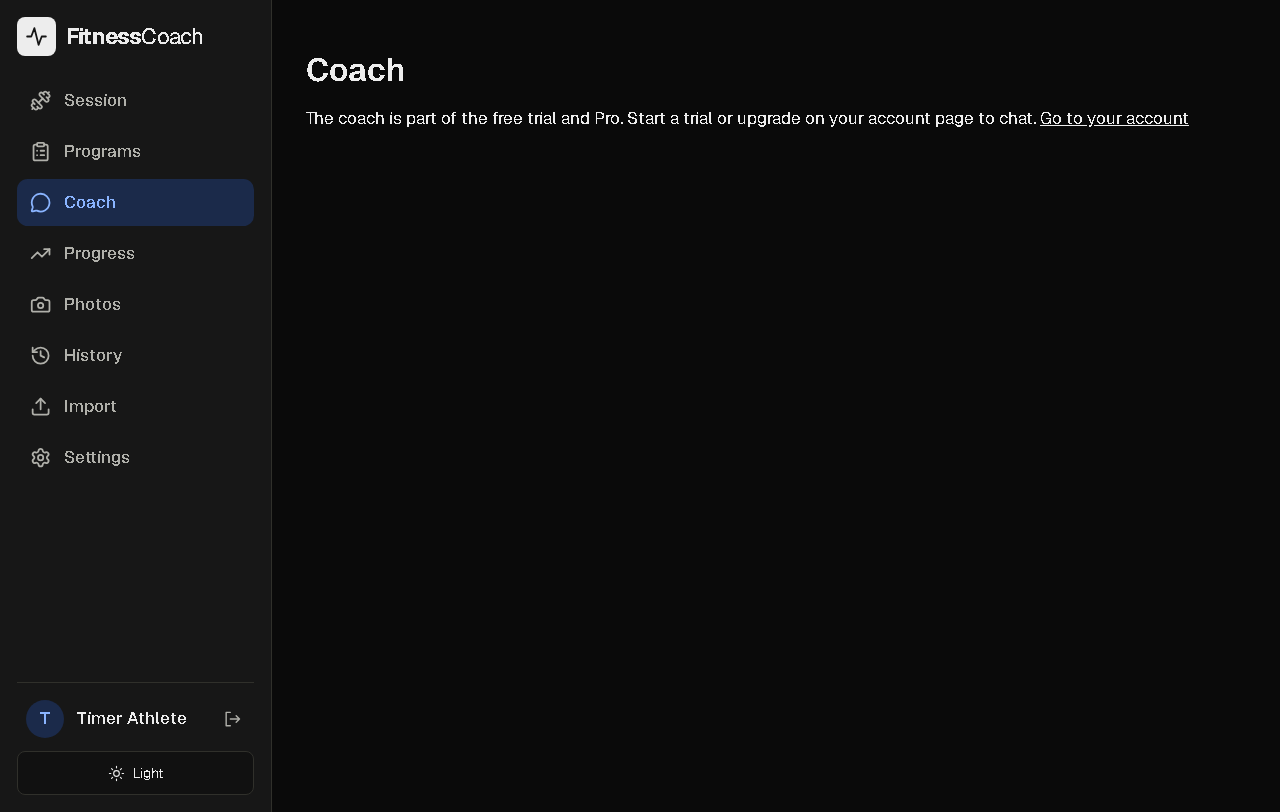 FitnessCoach
Session
Programs
Coach
Progress
Photos
History
Import
Settings
T
Timer Athlete
Light
Coach
The coach is part of the free trial and Pro. Start a trial or upgrade on your account page to chat. Go to your account